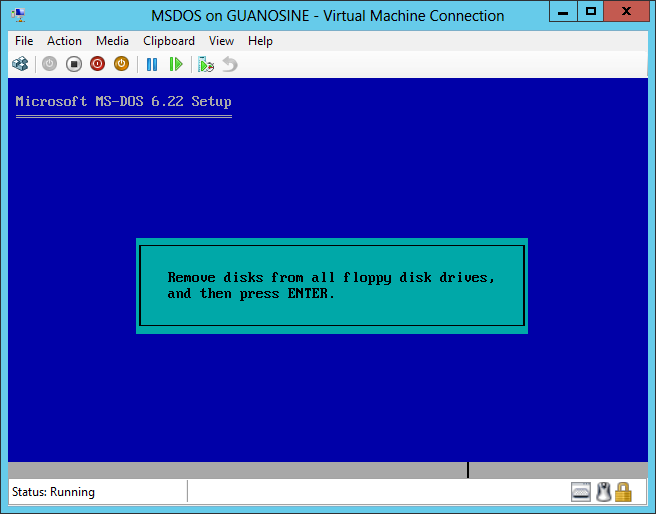 MSDOS on GUANOSINE - Virtual Machine Connection
File Action Media Clipboard View Help
Microsoft MS-DOS 6.22 Setup
Remove disks from all floppy disk drives,
and then press ENTER.
Status: Running